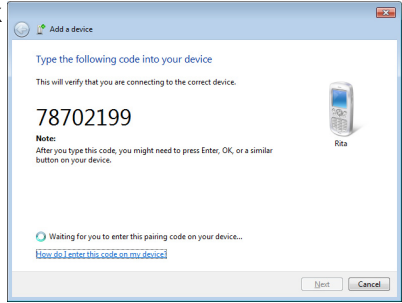 Add a device
Type the following code into your device
This will verify that you are connecting to the correct device.
78702199
Note:
After you type this code, you might need to press Enter, OK, or a similar
button on your device.
Rita
Waiting for you to enter this pairing code on your device...
How do I enter this code on my device?
Next Cancel